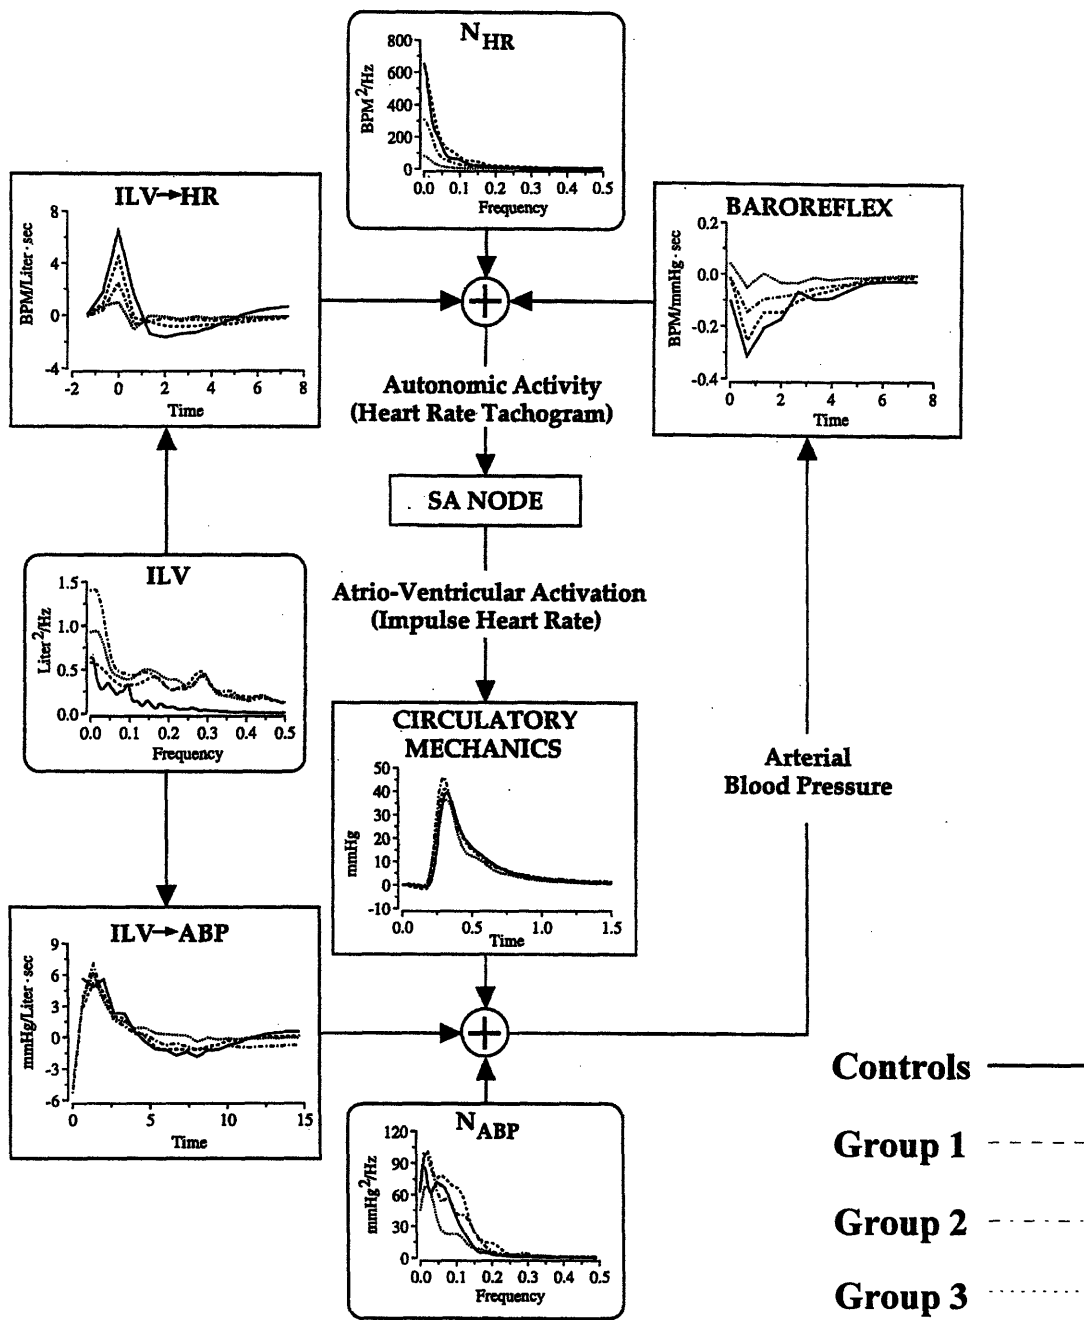 N_HR
BPM²/Hz
800
600
400
200
0
0.0 0.1 0.2 0.3 0.4 0.5
Frequency
ILV→HR
BPM/Liter · sec
8
4
0
-4
-2 0 2 4 6 8
Time
BAROREFLEX
BPM/mmHg · sec
0.2
0.0
-0.2
-0.4
0 2 4 6 8
Time
Autonomic Activity
(Heart Rate Tachogram)
SA NODE
ILV
Liter²/Hz
1.5
1.0
0.5
0.0
0.0 0.1 0.2 0.3 0.4 0.5
Frequency
Atrio-Ventricular Activation
(Impulse Heart Rate)
CIRCULATORY
MECHANICS
mmHg
50
40
30
20
10
0
-10
0.0 0.5 1.0 1.5
Time
Arterial
Blood Pressure
ILV→ABP
mmHg/Liter · sec
9
6
3
0
-3
-6
0 5 10 15
Time
N_ABP
mmHg²/Hz
120
90
60
30
0
0.0 0.1 0.2 0.3 0.4 0.5
Frequency
Controls
Group 1
Group 2
Group 3